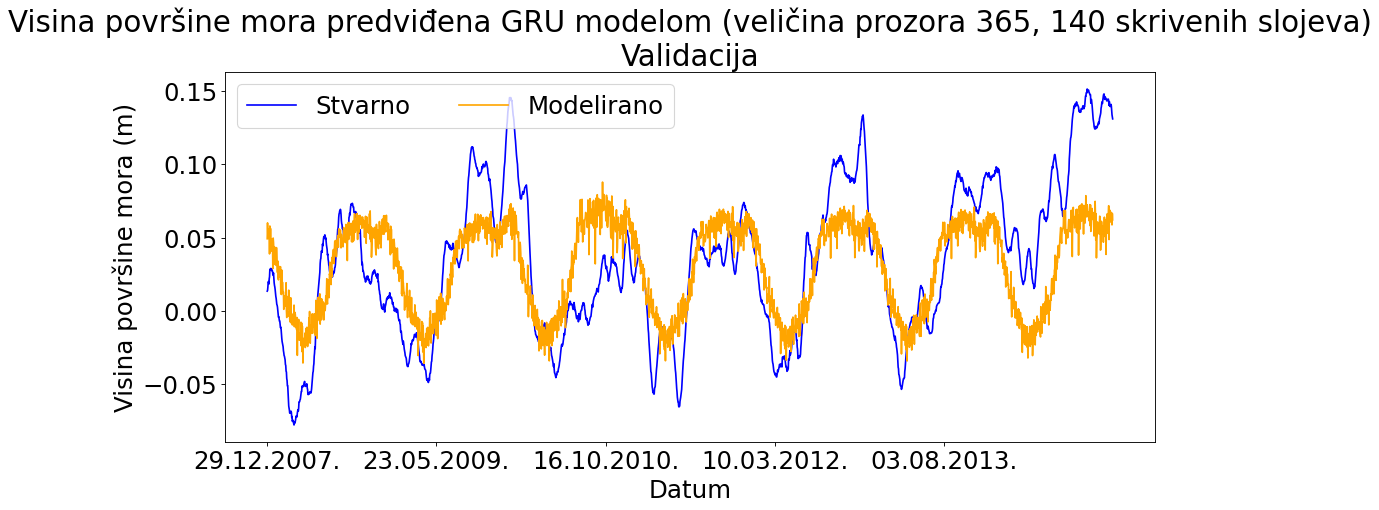 Visina površine mora predviđena GRU modelom (veličina prozora 365, 140 skrivenih slojeva)
Validacija
Stvarno
Modelirano
Visina površine mora (m)
0.15
0.10
0.05
0.00
−0.05
29.12.2007.
23.05.2009.
16.10.2010.
10.03.2012.
03.08.2013.
Datum